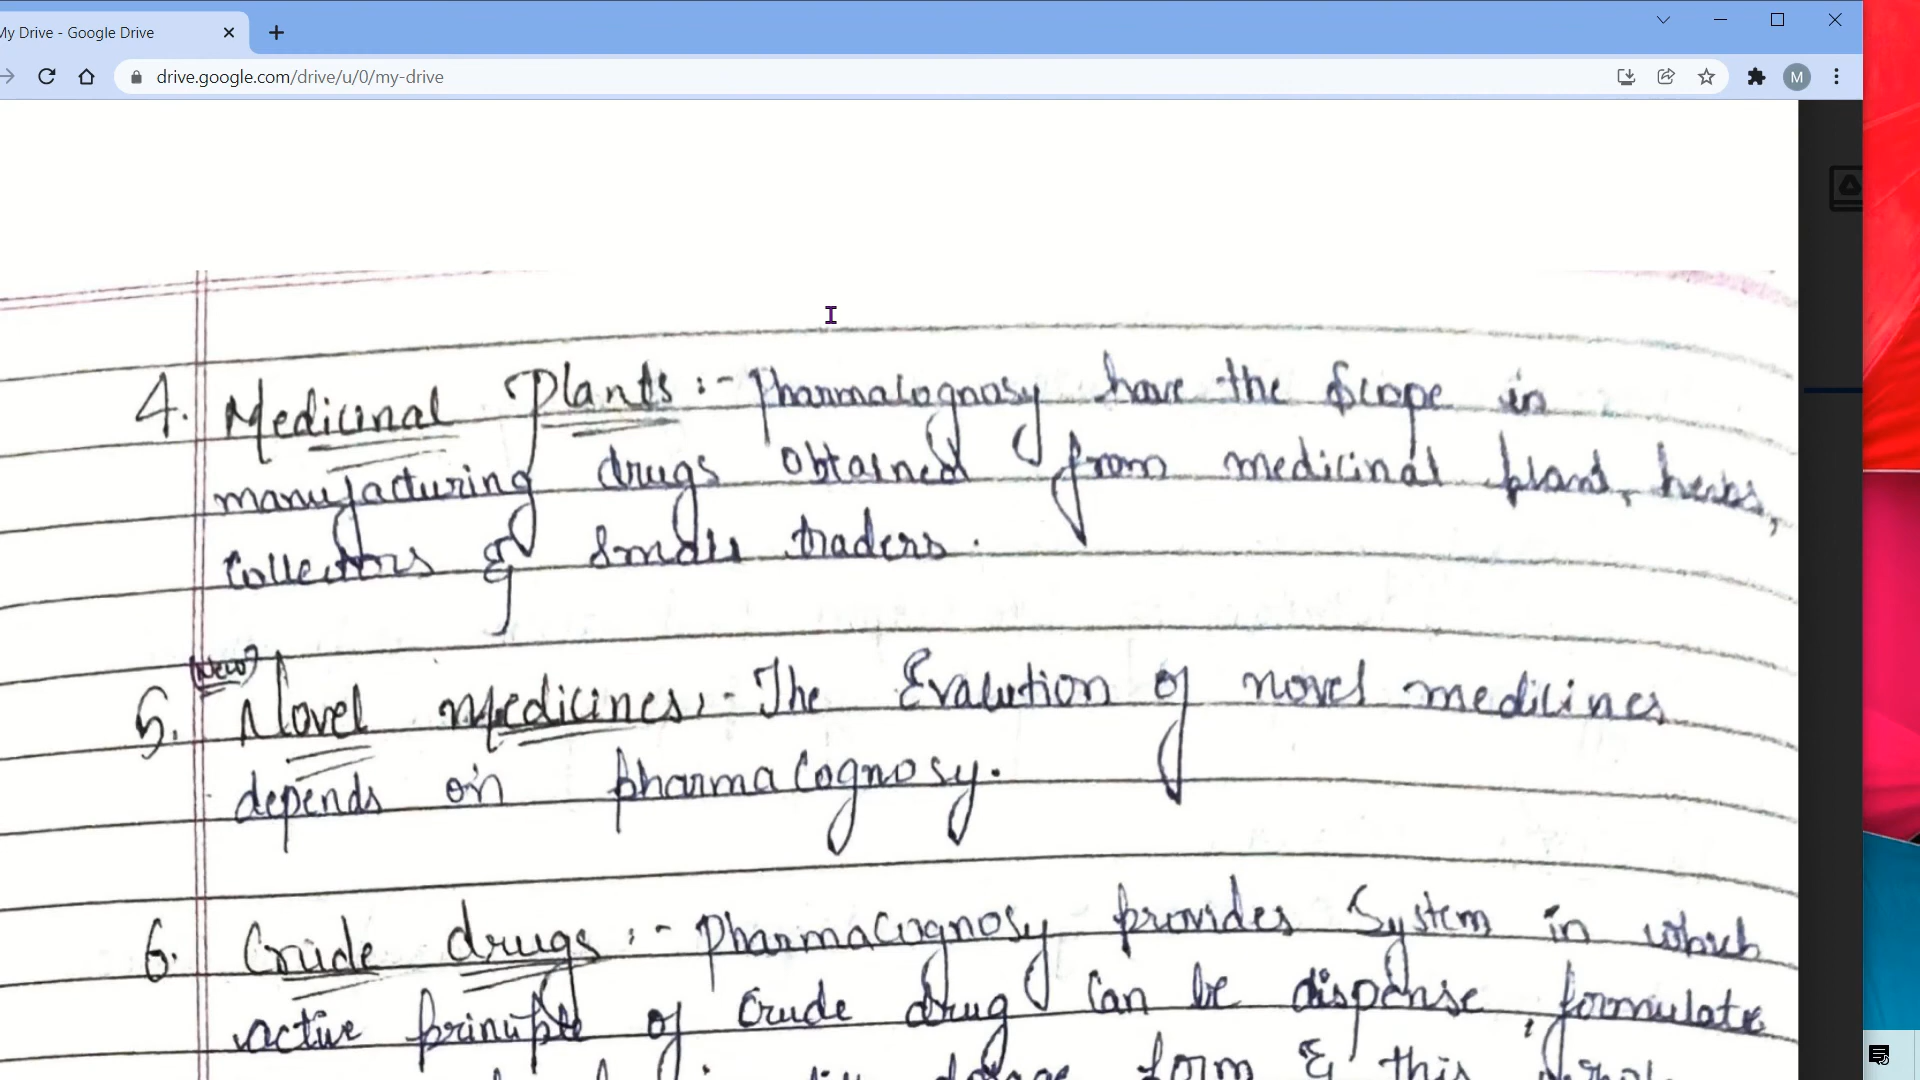 My Drive - Google Drive
drive.google.com/drive/u/0/my-drive
M
4. Medicinal Plants :- Pharmacognosy have the Scope in
manufacturing drugs obtained from medicinal plant, herbs,
Collectors & Small traders.
(New)
5. Novel medicines :- The Evalution of novel medicines
depends on pharmacognosy.
6. Crude drugs :- Pharmacognosy provides System in which
active principle of Crude drug can be dispense, formulate
form & this